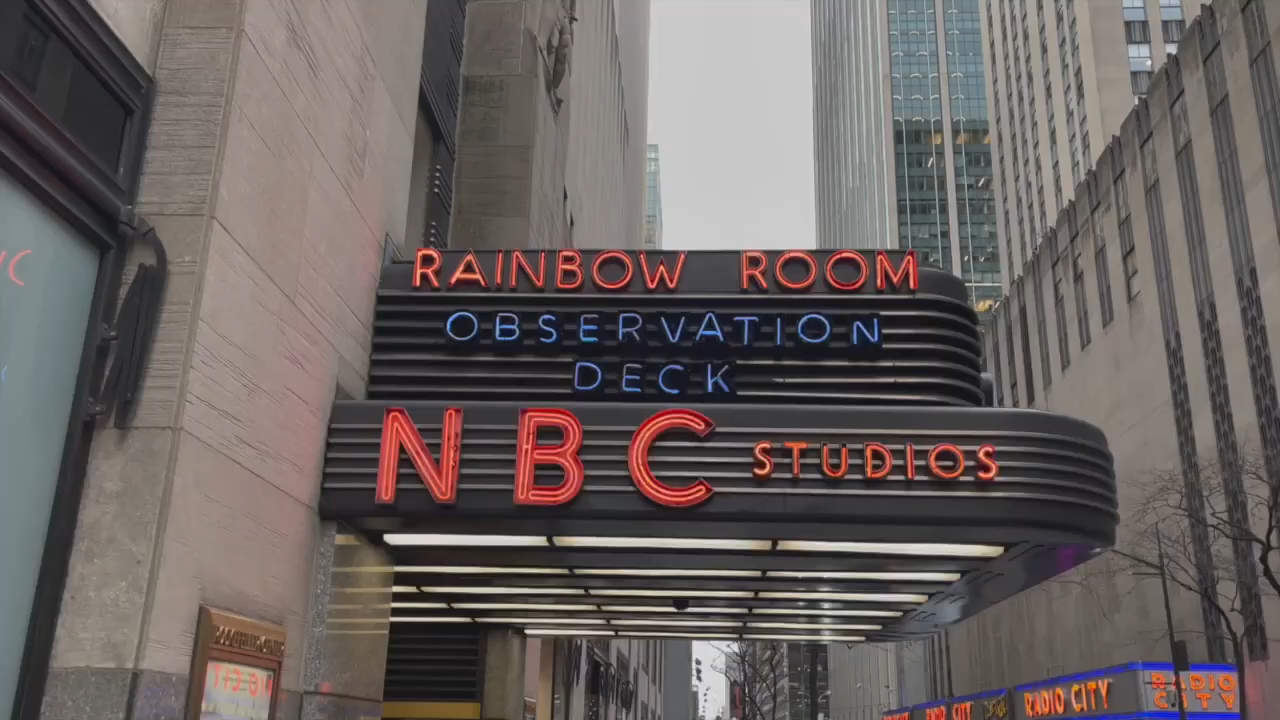 RAINBOW ROOM
OBSERVATION
DECK
NBC STUDIOS
RADIO CITY
RADIO
CITY